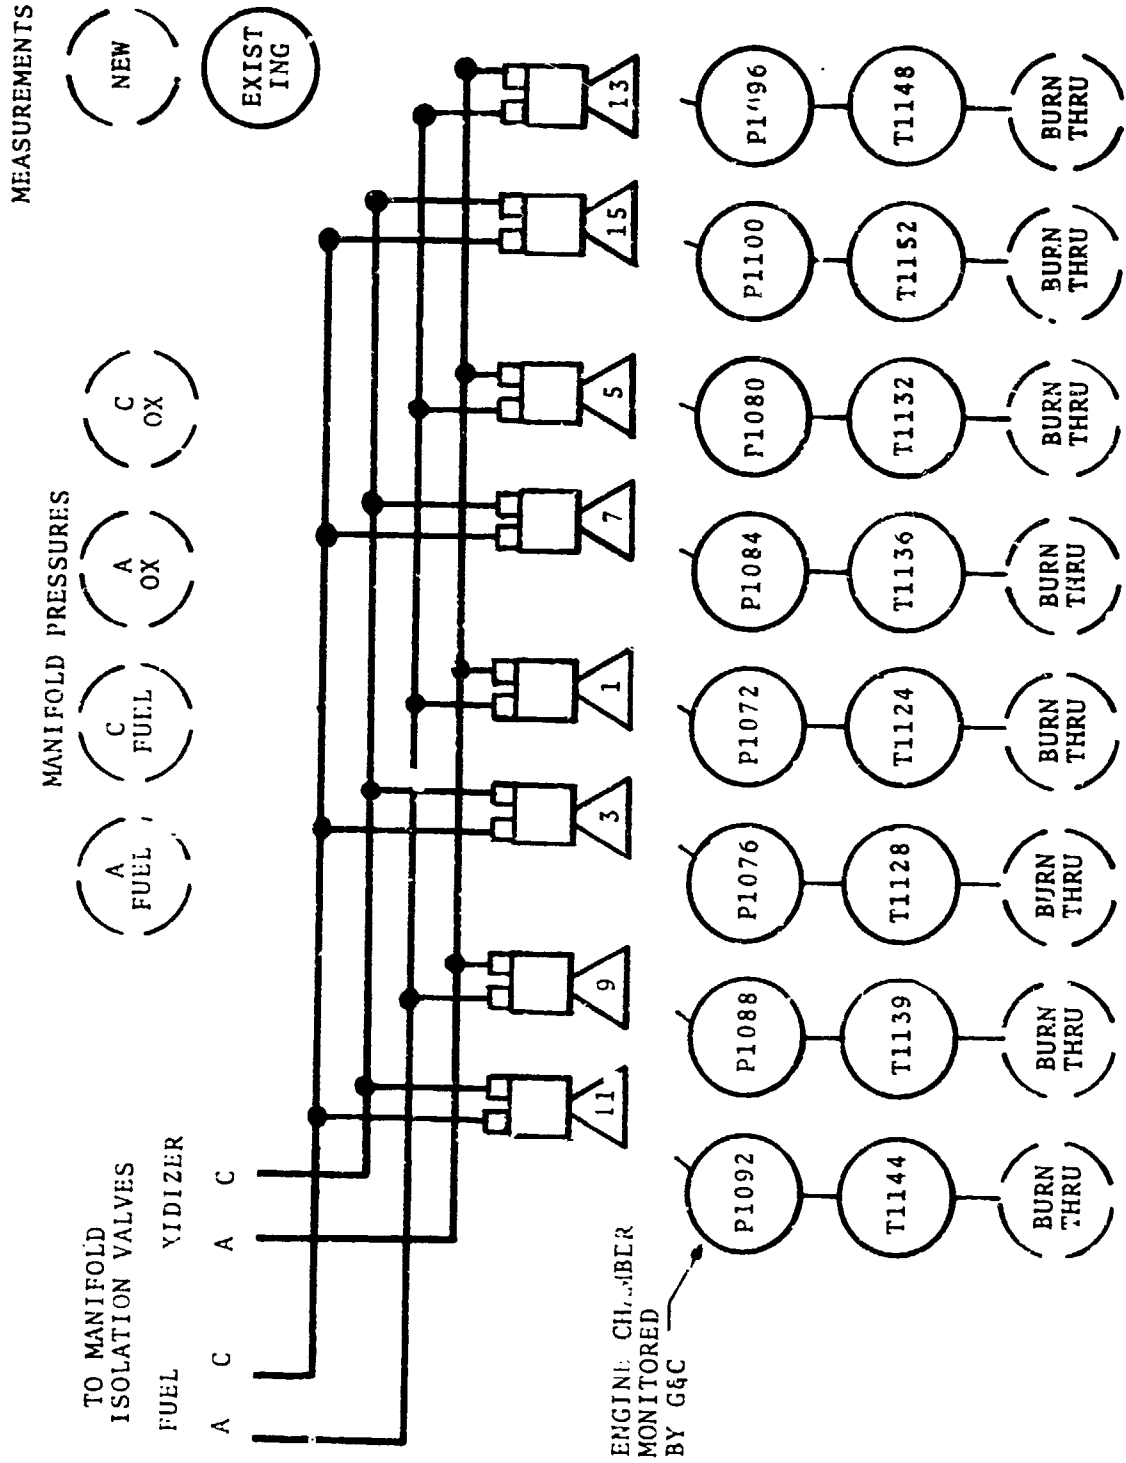 MEASUREMENTS
NEW
EXIST
ING
MANIFOLD PRESSURES
A
FUEL
C
FUEL
A
OX
C
OX
TO MANIFOLD
ISOLATION VALVES
FUEL
A
C
A
C
11
9
3
1
7
5
15
13
MONITORED
BY G&C
P1092
P1088
P1076
P1072
P1084
P1080
P1100
T1144
T1139
T1128
T1124
T1136
T1132
T1152
T1148
BURN
THRU
BURN
THRU
BURN
THRU
BURN
THRU
BURN
THRU
BURN
THRU
BURN
THRU
BURN
THRU